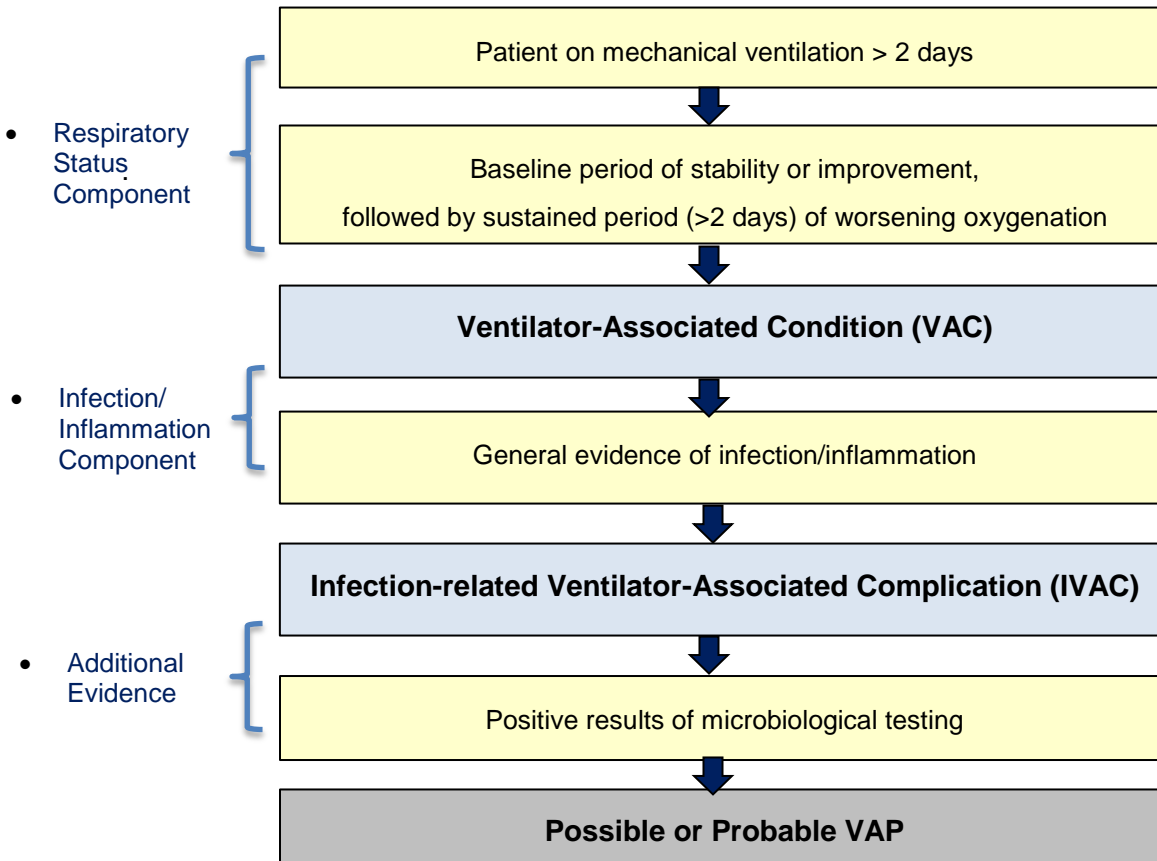 Patient on mechanical ventilation > 2 days
• Respiratory
Status
Component
Baseline period of stability or improvement,
followed by sustained period (>2 days) of worsening oxygenation
Ventilator-Associated Condition (VAC)
• Infection/
Inflammation
Component
General evidence of infection/inflammation
Infection-related Ventilator-Associated Complication (IVAC)
• Additional
Evidence
Positive results of microbiological testing
Possible or Probable VAP